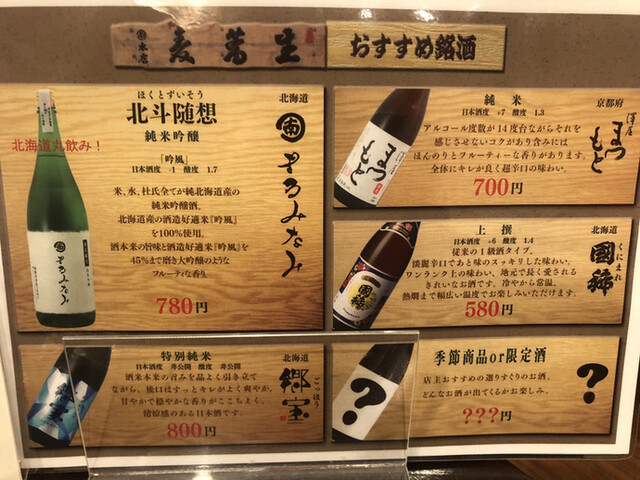 本店
麦蕎生
おすすめ銘酒
ほくとずいそう
北斗随想
北海道
純米吟醸
北海道丸飲み!
『吟風』
日本酒度 -1 酸度 1.7
米、水、杜氏全てが純北海道産の
純米吟醸酒。
北海道産の酒造好適米『吟風』
を100%使用。
酒本来の旨味と酒造好適米『吟風』を
45%まで磨き大吟醸のような
フルーティな香り。
780円
純米
京都府
日本酒度 +7 酸度 1.3
澤屋
まつもと
アルコール度数が14度台ながらそれを
感じさせないコクがあり含みには
ほんのりとフルーティーな香りがあります。
全体にキレが良く超辛口の味わい。
700円
上撰
北海道
日本酒度 +6 酸度 1.4
國稀
くにまれ
従来の1級酒タイプ。
淡麗辛口であと味のスッキリした味わい。
ワンランク上の味わい、地元で長く愛されている
きれいなお酒です。冷やから常温、
熱燗まで幅広い温度でお楽しみいただけます。
580円
特別純米
北海道
日本酒度 非公開 酸度 非公開
郷宝
ごっほう
酒米本来の旨みを品よく引き立て
ながら、後口はすっとキレがよく爽やか。
甘やかで穏やかな香りがここちよく、
清涼感のある日本酒です。
800円
季節商品or限定酒
店主おすすめの選りすぐりのお酒。
どんなお酒が出てくるかお楽しみ。
???円
?
?